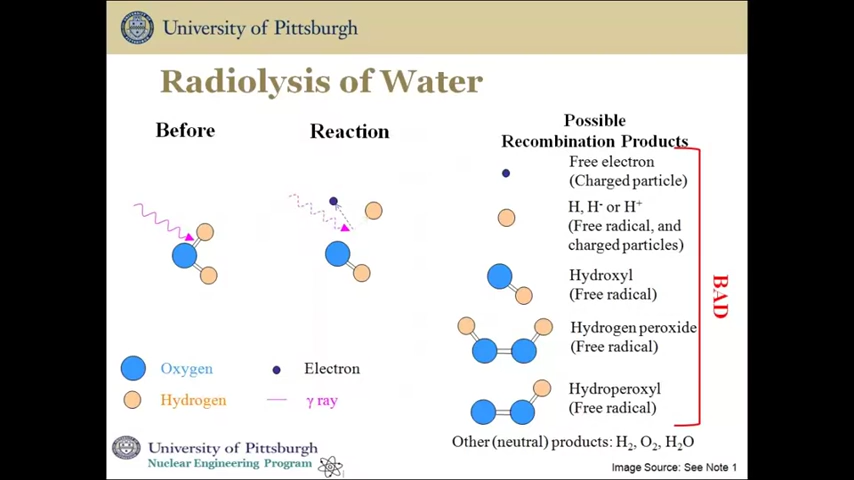 University of Pittsburgh
Radiolysis of Water
Before
Reaction
Possible
Recombination Products
Free electron
(Charged particle)
H, H⁻ or H⁺
(Free radical, and
charged particles)
Hydroxyl
(Free radical)
Hydrogen peroxide
(Free radical)
Hydroperoxyl
(Free radical)
BAD
Oxygen
Electron
Hydrogen
γ ray
Other (neutral) products: H₂, O₂, H₂O
University of Pittsburgh
Nuclear Engineering Program
Image Source: See Note 1